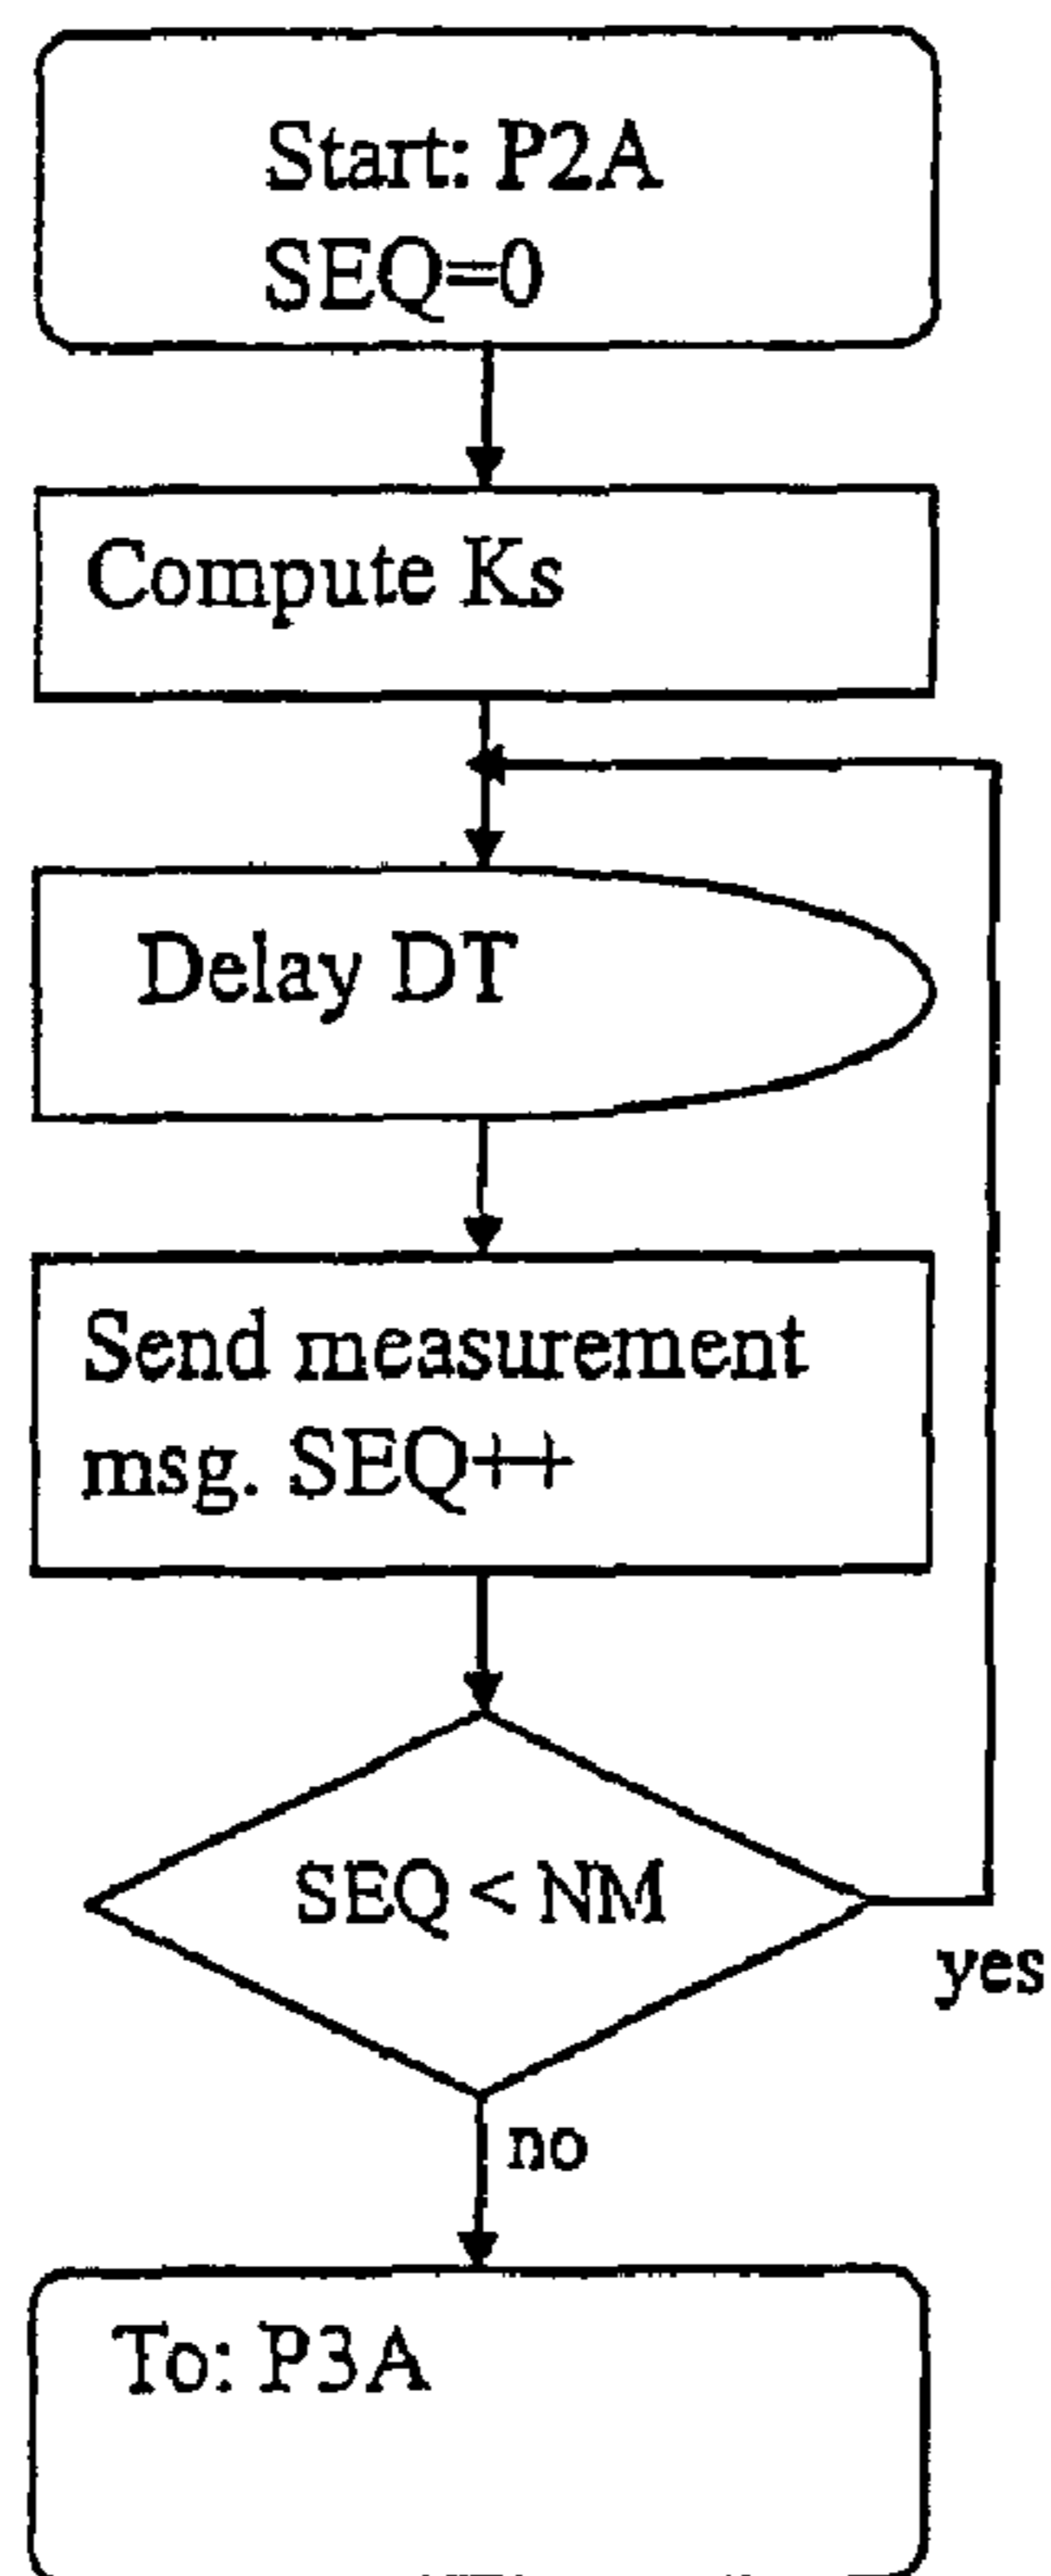 Start: P2A
SEQ=0
Compute Ks
Delay DT
Send measurement
msg. SEQ++
SEQ < NM
yes
no
To: P3A